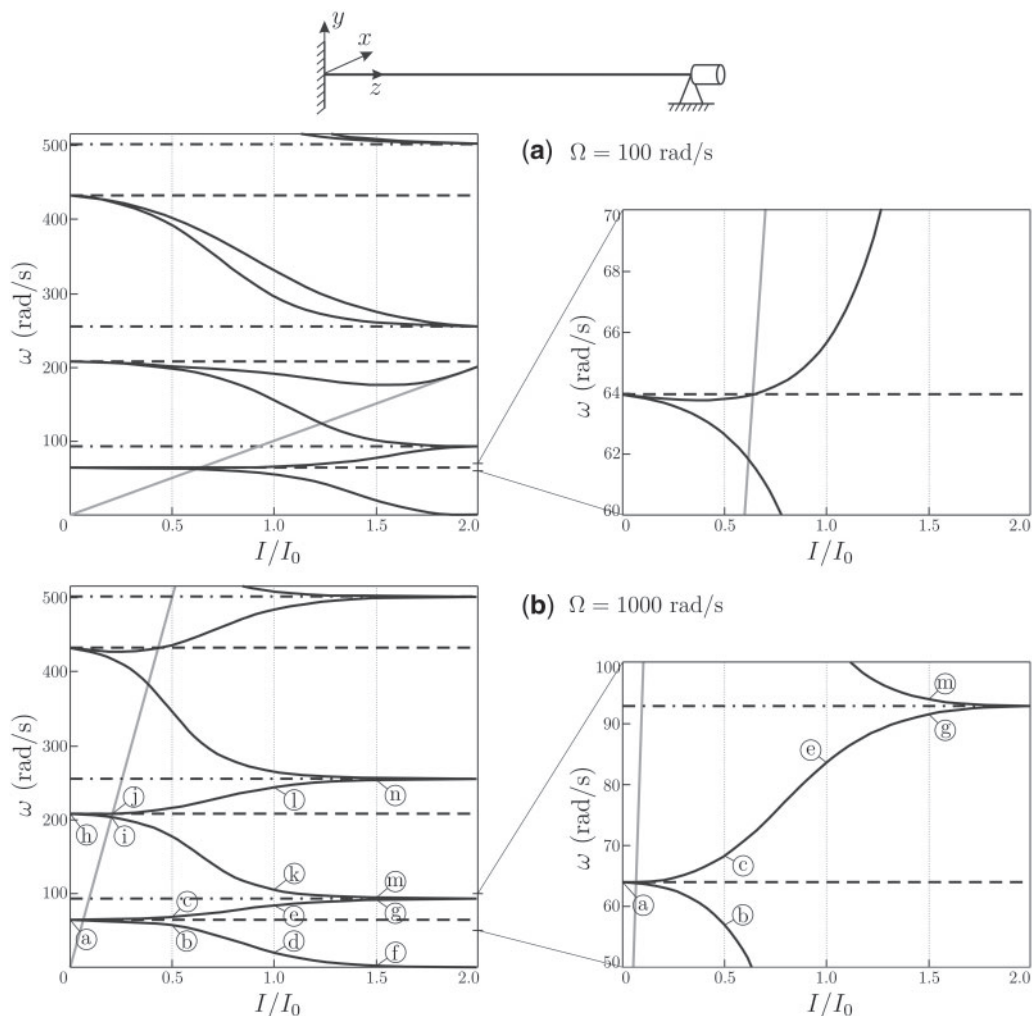 y
x
z
(a) Ω = 100 rad/s
500
400
300
200
100
0
0.5
1.0
1.5
2.0
ω (rad/s)
I/I₀
70
68
66
64
62
60
0
0.5
1.0
1.5
2.0
ω (rad/s)
I/I₀
(b) Ω = 1000 rad/s
500
400
300
200
100
0
0.5
1.0
1.5
2.0
ω (rad/s)
I/I₀
j
h
i
l
n
k
m
c
e
g
a
b
d
f
100
90
80
70
60
50
0
0.5
1.0
1.5
2.0
ω (rad/s)
I/I₀
m
g
e
c
a
b